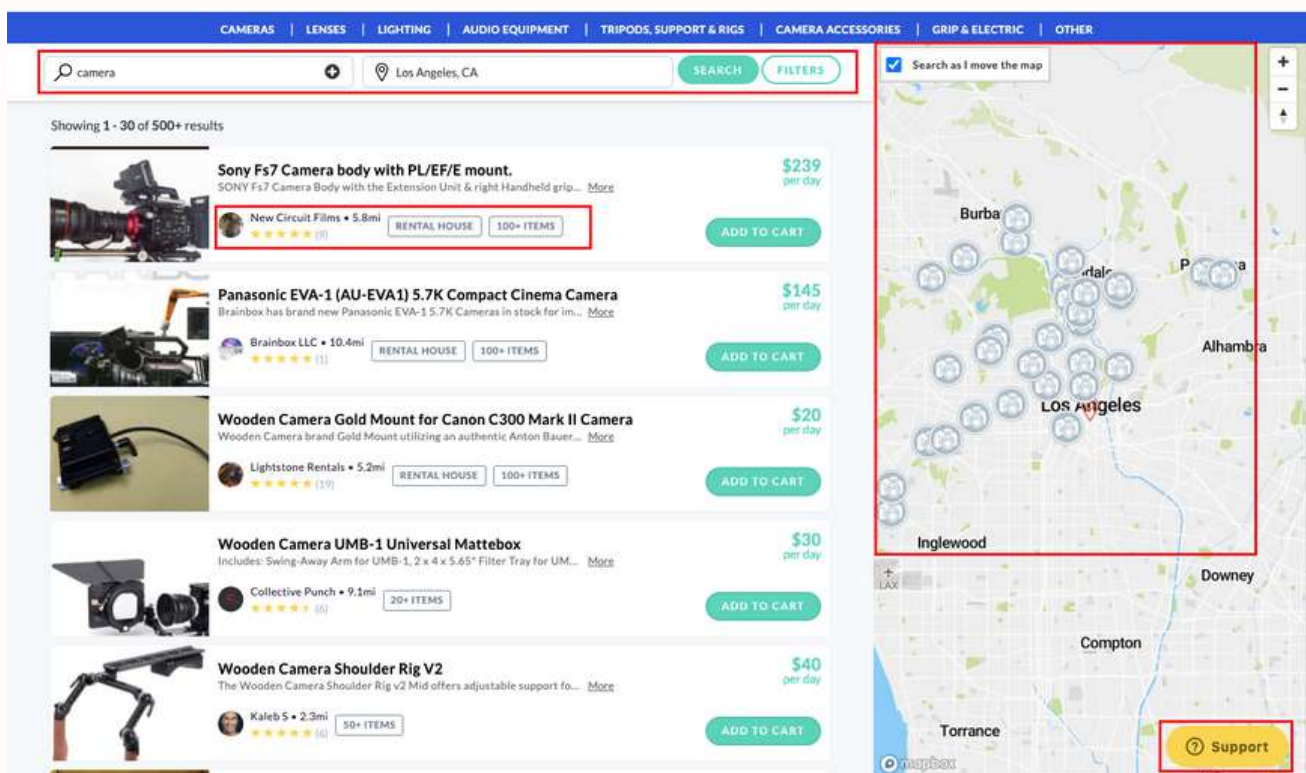 CAMERAS | LENSES | LIGHTING | AUDIO EQUIPMENT | TRIPODS, SUPPORT & RIGS | CAMERA ACCESSORIES | GRIP & ELECTRIC | OTHER
camera
Los Angeles, CA
SEARCH
FILTERS
Search as I move the map
Showing 1 - 30 of 500+ results
Sony Fs7 Camera body with PL/EF/E mount.
$239
SONY Fs7 Camera Body with the Extension Unit & right Handheld grip... More
per day
New Circuit Films • 5.8mi
RENTAL HOUSE
100+ ITEMS
(9)
ADD TO CART
Panasonic EVA-1 (AU-EVA1) 5.7K Compact Cinema Camera
$145
Brainbox has brand new Panasonic EVA-1 5.7K Cameras in stock for im... More
per day
Brainbox LLC • 10.4mi
RENTAL HOUSE
100+ ITEMS
(1)
ADD TO CART
Wooden Camera Gold Mount for Canon C300 Mark II Camera
$20
Wooden Camera brand Gold Mount utilizing an authentic Anton Bauer... More
per day
Lightstone Rentals • 5.2mi
RENTAL HOUSE
100+ ITEMS
(19)
ADD TO CART
Wooden Camera UMB-1 Universal Mattebox
$30
Includes: Swing-Away Arm for UMB-1, 2 x 4 x 5.65" Filter Tray for UM... More
per day
Collective Punch • 9.1mi
20+ ITEMS
(6)
ADD TO CART
Wooden Camera Shoulder Rig V2
$40
The Wooden Camera Shoulder Rig v2 Mid offers adjustable support fo... More
per day
Kaleb S • 2.3mi
50+ ITEMS
(6)
ADD TO CART
Burba
ndale
P a
Alhambra
Los Angeles
Inglewood
LAX
Downey
Compton
Torrance
mapbox
Support